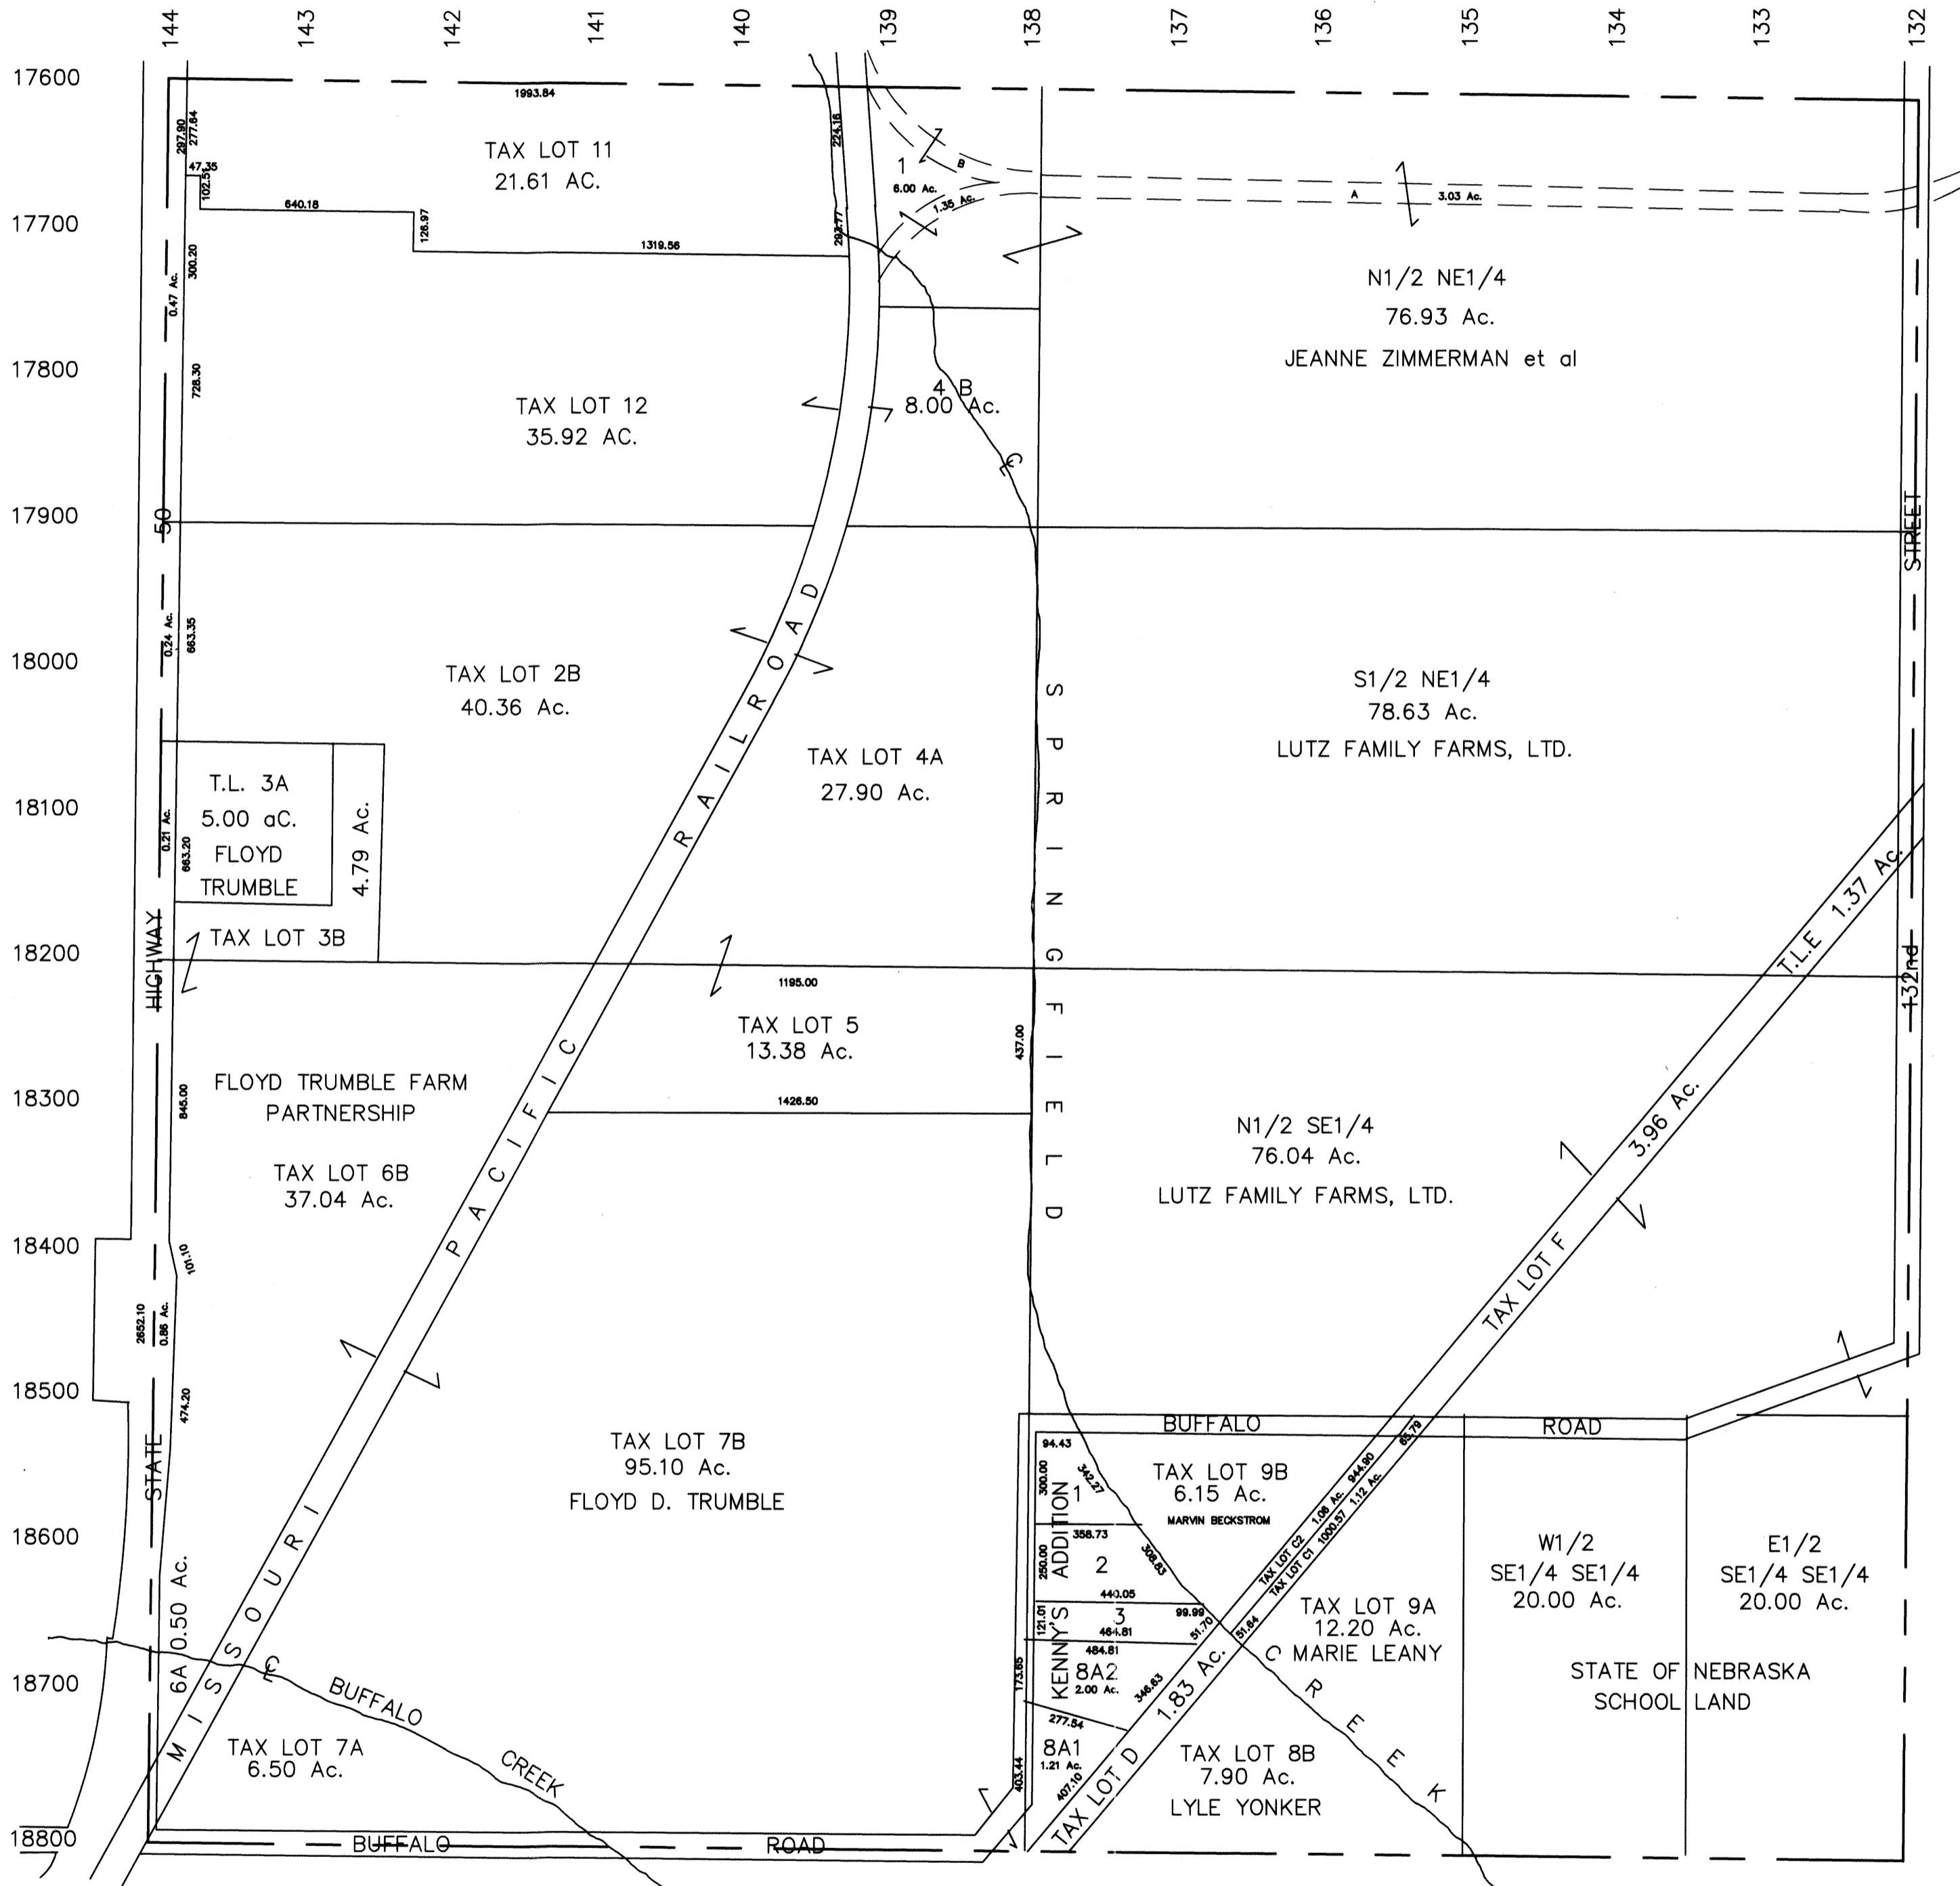 144
143
142
141
140
139
138
137
136
135
134
133
132
17600
17700
17800
17900
18000
18100
18200
18300
18400
18500
18600
18700
18800
1993.84
297.90
277.64
47.35
102.51
640.18
126.97
1319.56
224.16
293.77
TAX LOT 11
21.61 AC.
1
6.00 Ac.
B
1.35 Ac.
A
3.03 Ac.
N1/2 NE1/4
76.93 Ac.
JEANNE ZIMMERMAN et al
300.20
0.47 Ac.
728.30
TAX LOT 12
35.92 AC.
4 B
8.00 Ac.
CL
50
STREET
0.24 Ac.
663.35
TAX LOT 2B
40.36 Ac.
TAX LOT 4A
27.90 Ac.
S1/2 NE1/4
78.63 Ac.
LUTZ FAMILY FARMS, LTD.
T.L. 3A
5.00 aC.
FLOYD
TRUMBLE
4.79 Ac.
0.21 Ac.
663.20
TAX LOT 3B
HIGHWAY
T.L.E 1.37 Ac.
132nd
1195.00
TAX LOT 5
13.38 Ac.
437.00
1426.50
SPRINGFIELD
FLOYD TRUMBLE FARM
PARTNERSHIP
845.00
TAX LOT 6B
37.04 Ac.
N1/2 SE1/4
76.04 Ac.
LUTZ FAMILY FARMS, LTD.
TAX LOT F 3.96 Ac.
101.10
2652.10
0.86 Ac.
474.20
STATE
MISSOURI PACIFIC RAILROAD
TAX LOT 7B
95.10 Ac.
FLOYD D. TRUMBLE
BUFFALO ROAD
94.43
300.00
342.27
1
TAX LOT 9B
6.15 Ac.
MARVIN BECKSTROM
65.79
TAX LOT C2 1.06 Ac. 944.90
TAX LOT C1 1000.57 1.12 Ac.
358.73
250.00
2
308.83
440.05
121.01
3
99.99
464.81
51.70
51.64
KENNY'S ADDITION
484.81
8A2
2.00 Ac.
173.65
346.63
277.54
8A1
1.21 Ac.
403.44
407.10
TAX LOT D 1.83 Ac.
TAX LOT 9A
12.20 Ac.
MARIE LEANY
CREEK
TAX LOT 8B
7.90 Ac.
LYLE YONKER
W1/2
SE1/4 SE1/4
20.00 Ac.
E1/2
SE1/4 SE1/4
20.00 Ac.
STATE OF NEBRASKA
SCHOOL LAND
6A 0.50 Ac.
CL
BUFFALO
CREEK
TAX LOT 7A
6.50 Ac.
BUFFALO ROAD